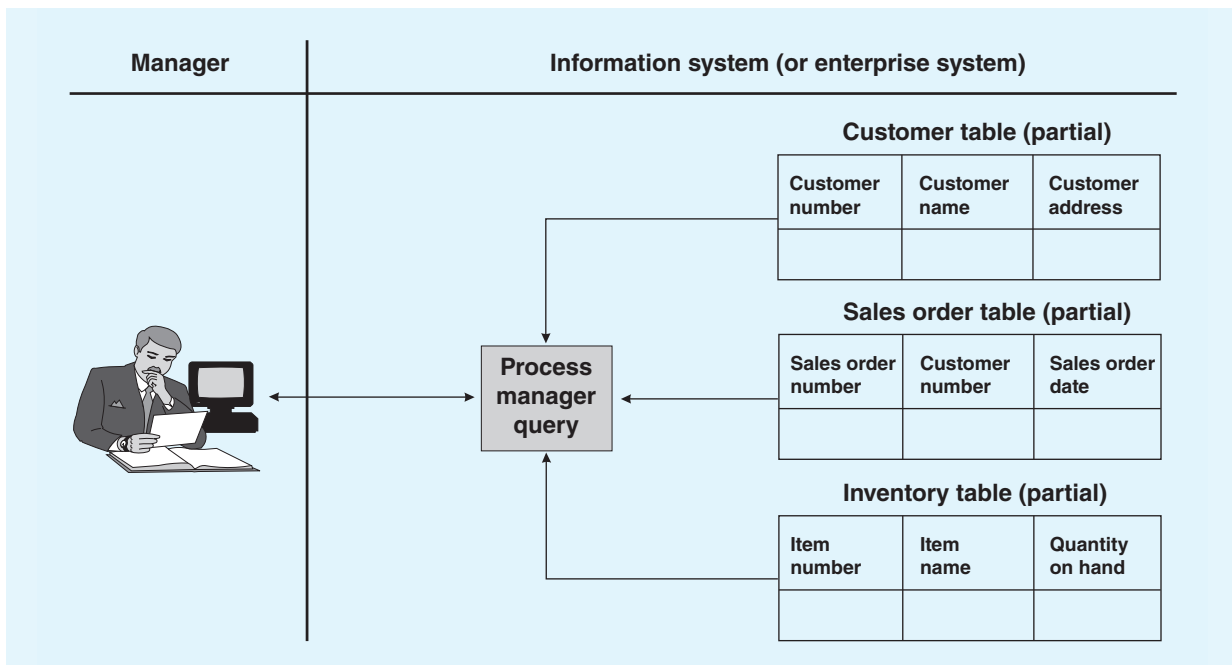 Manager
Information system (or enterprise system)
Customer table (partial)
Customer
number
Customer
name
Customer
address
Sales order table (partial)
Sales order
number
Customer
number
Sales order
date
Process
manager
query
Inventory table (partial)
Item
number
Item
name
Quantity
on hand